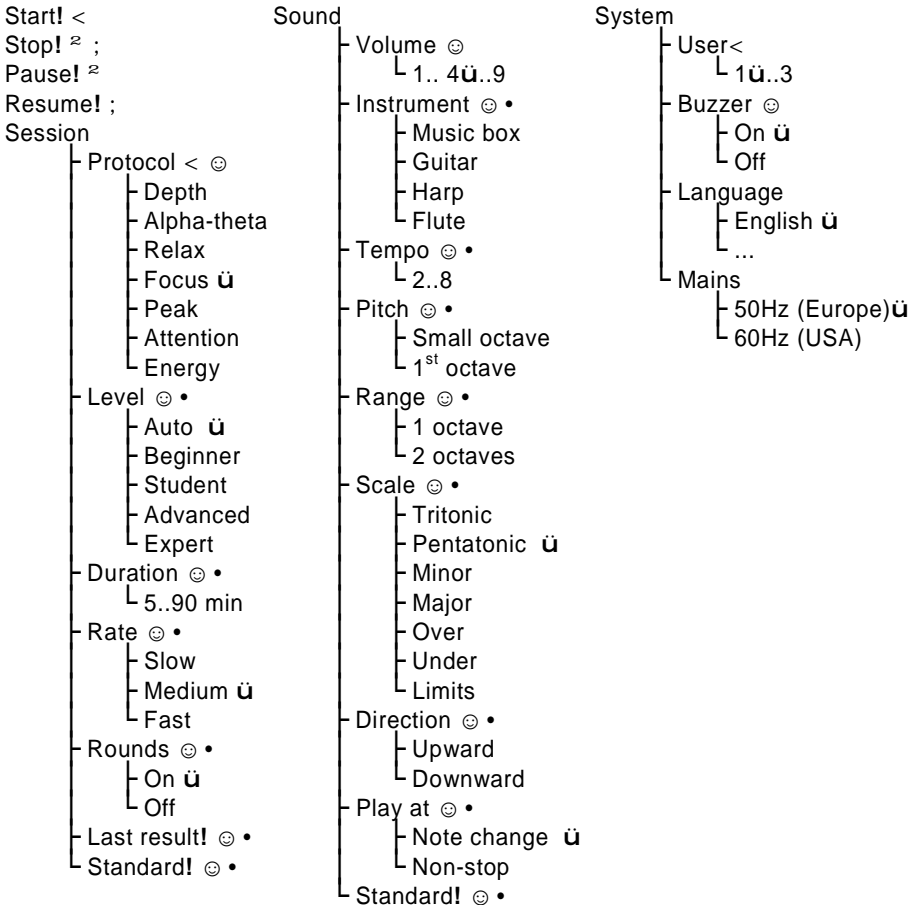 Start! <
Stop! ² ;
Pause! ²
Resume! ;
Session
Protocol < ☺
Depth
Alpha-theta
Relax
Focus ü
Peak
Attention
Energy
Level ☺ •
Auto ü
Beginner
Student
Advanced
Expert
Duration ☺ •
5..90 min
Rate ☺ •
Slow
Medium ü
Fast
Rounds ☺ •
On ü
Off
Last result! ☺ •
Standard! ☺ •
Sound
Volume ☺
1.. 4ü..9
Instrument ☺ •
Music box
Guitar
Harp
Flute
Tempo ☺ •
2..8
Pitch ☺ •
Small octave
1st octave
Range ☺ •
1 octave
2 octaves
Scale ☺ •
Tritonic
Pentatonic ü
Minor
Major
Over
Under
Limits
Direction ☺ •
Upward
Downward
Play at ☺ •
Note change ü
Non-stop
Standard! ☺ •
System
User<
1ü..3
Buzzer ☺
On ü
Off
Language
English ü
...
Mains
50Hz (Europe)ü
60Hz (USA)